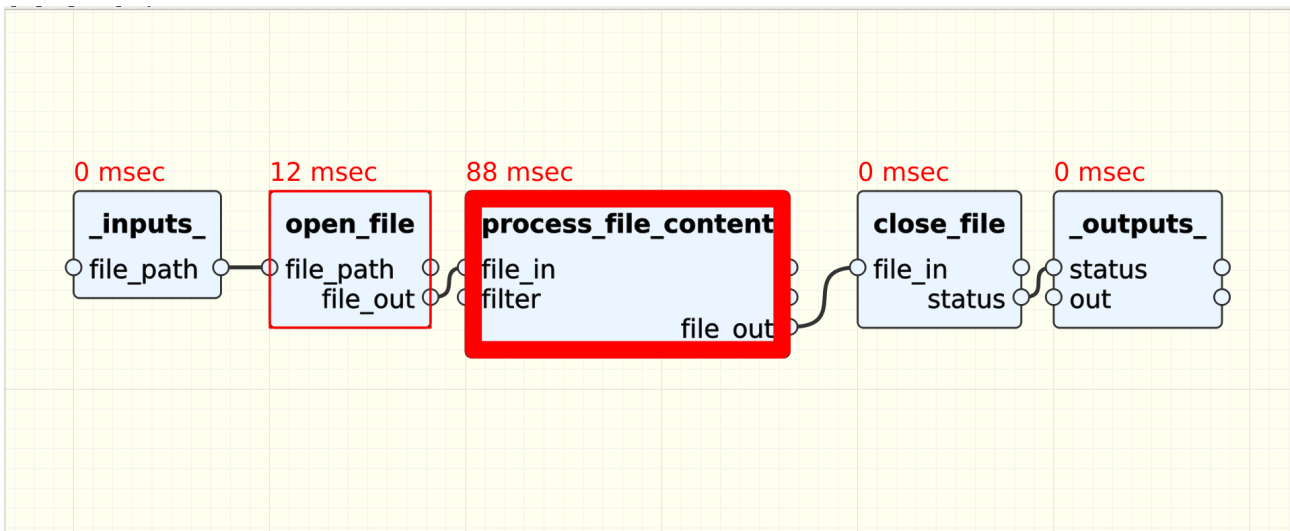 0 msec
12 msec
88 msec
0 msec
0 msec
_inputs_
file_path
open_file
file_path
file_out
process_file_content
file_in
filter
file_out
close_file
file_in
status
_outputs_
status
out